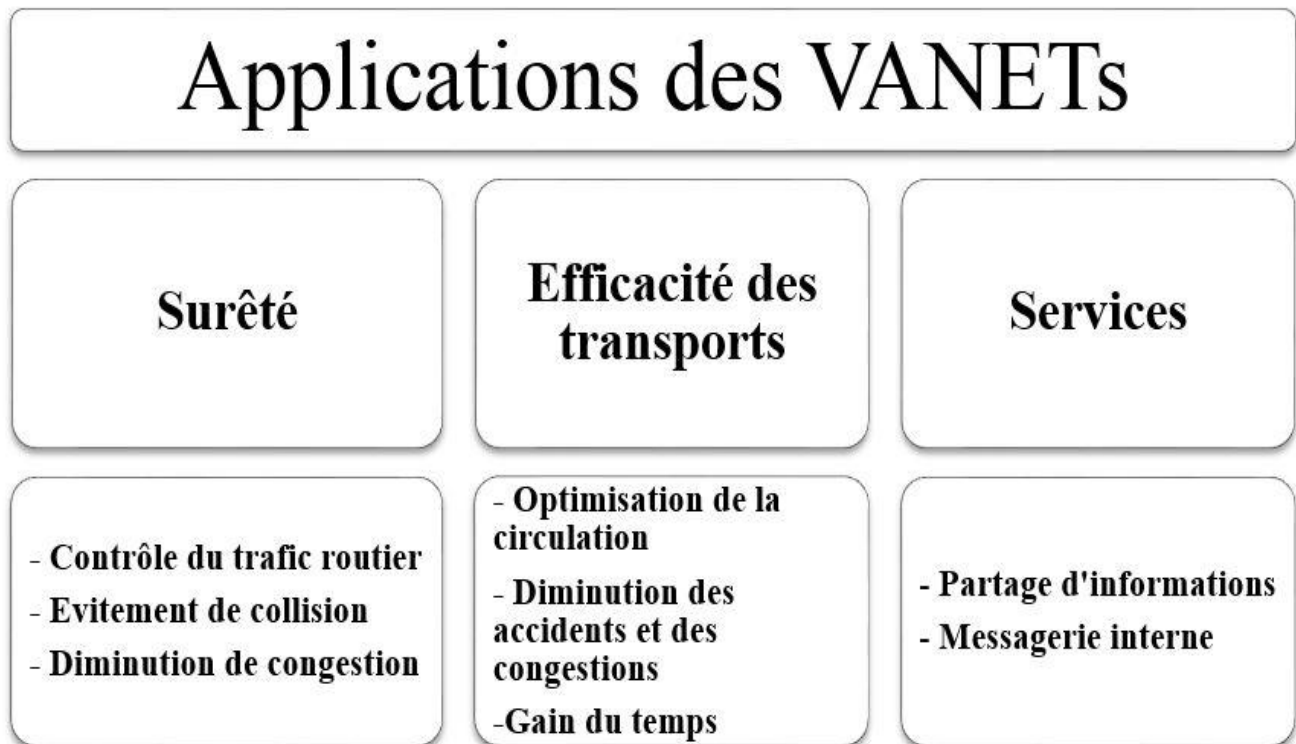 Applications des VANETs
Surêté
Efficacité des
transports
Services
- Contrôle du trafic routier
- Evitement de collision
- Diminution de congestion
- Optimisation de la
circulation
- Diminution des
accidents et des
congestions
-Gain du temps
- Partage d'informations
- Messagerie interne